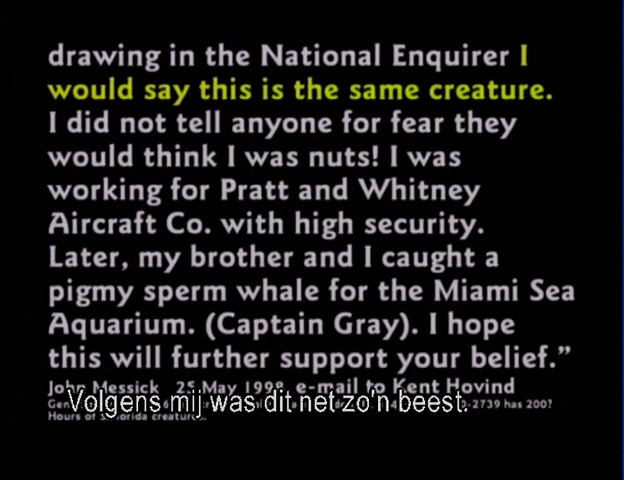 drawing in the National Enquirer I
would say this is the same creature.
I did not tell anyone for fear they
would think I was nuts! I was
working for Pratt and Whitney
Aircraft Co. with high security.
Later, my brother and I caught a
pigmy sperm whale for the Miami Sea
Aquarium. (Captain Gray). I hope
this will further support your belief.”
John Messick 25 May 1998 e-mail to Kent Hovind
-2739 has 200?
Hours of
Volgens mij was dit net zo'n beest.